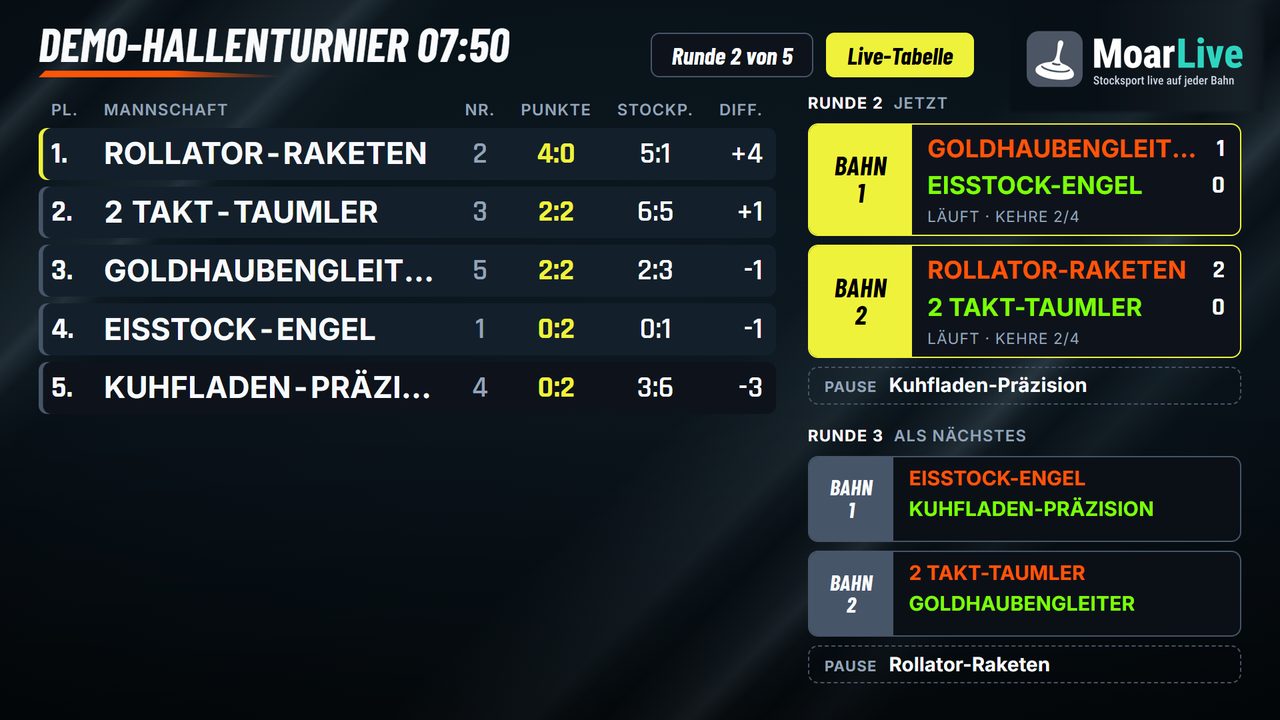 DEMO-HALLENTURNIER 07:50
Runde 2 von 5
Live-Tabelle
MoarLive
Stocksport live auf jeder Bahn
PL. MANNSCHAFT NR. PUNKTE STOCKP. DIFF.
1. ROLLATOR-RAKETEN 2 4:0 5:1 +4
2. 2 TAKT-TAUMLER 3 2:2 6:5 +1
3. GOLDHAUBENGLEIT... 5 2:2 2:3 -1
4. EISSTOCK-ENGEL 1 0:2 0:1 -1
5. KUHFLADEN-PRÄZI... 4 0:2 3:6 -3
RUNDE 2 JETZT
BAHN
1
GOLDHAUBENGLEIT... 1
EISSTOCK-ENGEL 0
LÄUFT · KEHRE 2/4
BAHN
2
ROLLATOR-RAKETEN 2
2 TAKT-TAUMLER 0
LÄUFT · KEHRE 2/4
PAUSE Kuhfladen-Präzision
RUNDE 3 ALS NÄCHSTES
BAHN
1
EISSTOCK-ENGEL
KUHFLADEN-PRÄZISION
BAHN
2
2 TAKT-TAUMLER
GOLDHAUBENGLEITER
PAUSE Rollator-Raketen